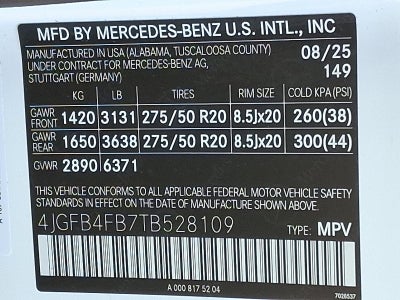 MFD BY MERCEDES-BENZ U.S. INTL., INC
MANUFACTURED IN USA (ALABAMA, TUSCALOOSA COUNTY) 08/25
UNDER CONTRACT FOR MERCEDES-BENZ AG, 149
STUTTGART (GERMANY)
KG LB TIRES RIM SIZE COLD KPA (PSI)
GAWR FRONT 1420 3131 275/50 R20 8.5Jx20 260(38)
GAWR REAR 1650 3638 275/50 R20 8.5Jx20 300(44)
GVWR 2890 6371
THIS VEHICLE CONFORMS TO ALL APPLICABLE FEDERAL MOTOR VEHICLE SAFETY
STANDARDS IN EFFECT ON THE DATE OF MANUFACTURE SHOWN ABOVE.
4JGFB4FB7TB528109 TYPE: MPV
A 000 817 52 04
7020537